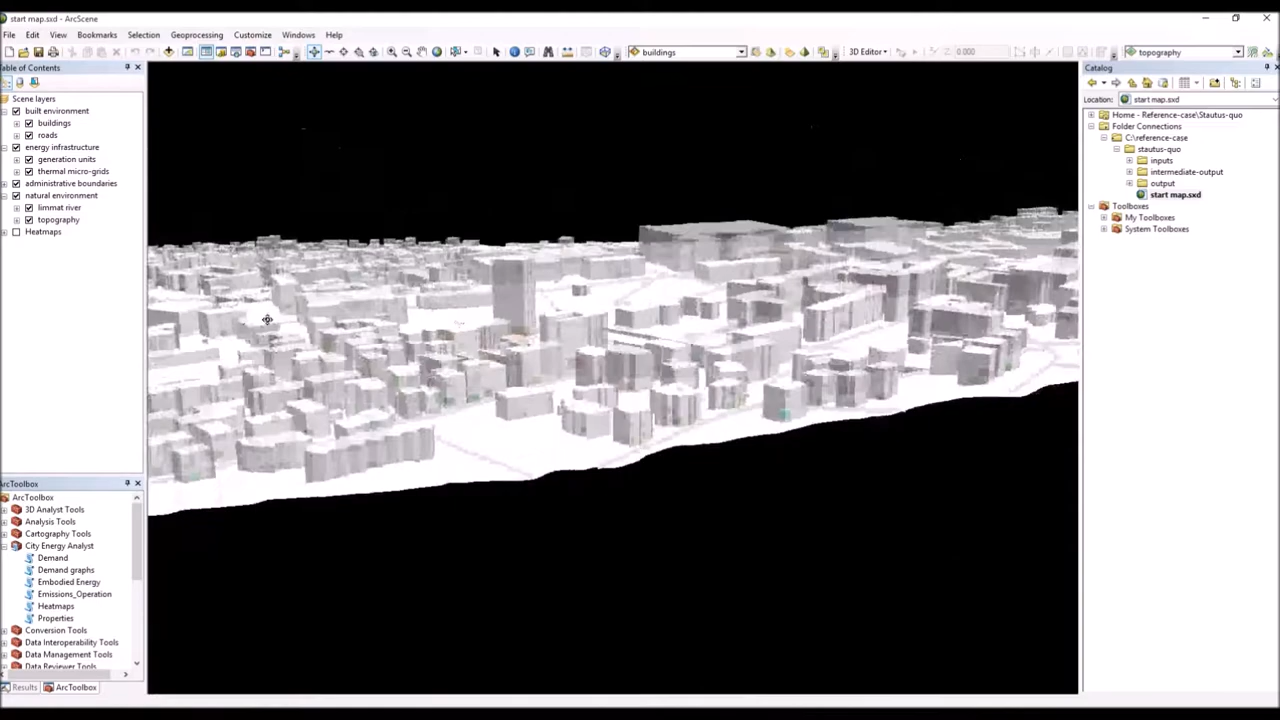 start map.sxd - ArcScene
File Edit View Bookmarks Selection Geoprocessing Customize Windows Help
buildings
3D Editor
0.000
topography
Table of Contents
Scene layers
built environment
buildings
roads
energy infrastructure
generation units
thermal micro-grids
administrative boundaries
natural environment
limmat river
topography
Heatmaps
ArcToolbox
ArcToolbox
3D Analyst Tools
Analysis Tools
Cartography Tools
City Energy Analyst
Demand
Demand graphs
Embodied Energy
Emissions_Operation
Heatmaps
Properties
Conversion Tools
Data Interoperability Tools
Data Management Tools
Data Reviewer Tools
Results ArcToolbox
Catalog
Location: start map.sxd
Home - Reference-case\Stautus-quo
Folder Connections
C:\reference-case
stautus-quo
inputs
intermediate-output
output
start map.sxd
Toolboxes
My Toolboxes
System Toolboxes